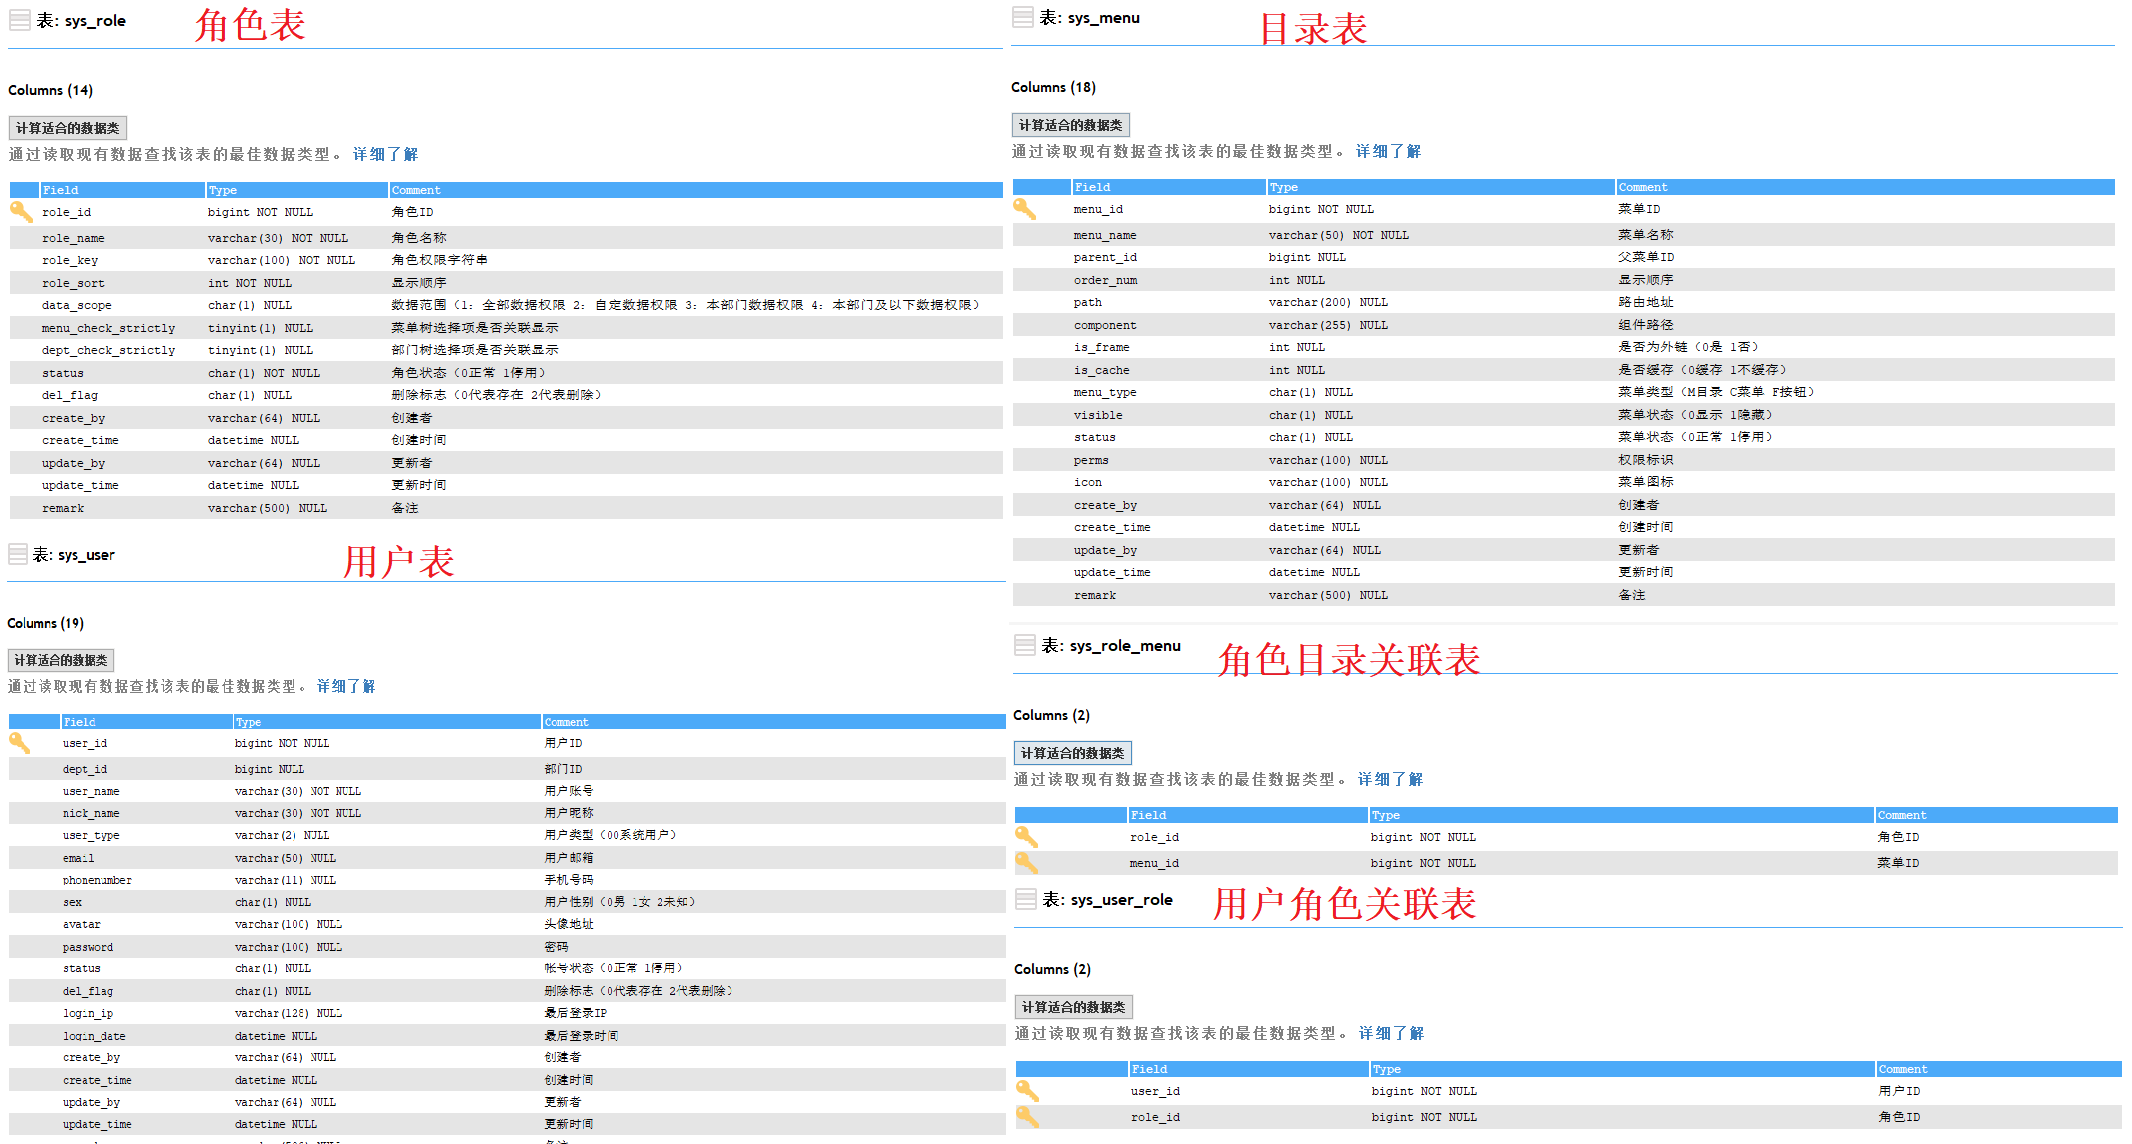 表: sys_role 角色表
Columns (14)
计算适合的数据类
通过读取现有数据查找该表的最佳数据类型。 详细了解
Field Type Comment
role_id bigint NOT NULL 角色ID
role_name varchar(30) NOT NULL 角色名称
role_key varchar(100) NOT NULL 角色权限字符串
role_sort int NOT NULL 显示顺序
data_scope char(1) NULL 数据范围（1：全部数据权限 2：自定数据权限 3：本部门数据权限 4：本部门及以下数据权限）
menu_check_strictly tinyint(1) NULL 菜单树选择项是否关联显示
dept_check_strictly tinyint(1) NULL 部门树选择项是否关联显示
status char(1) NOT NULL 角色状态（0正常 1停用）
del_flag char(1) NULL 删除标志（0代表存在 2代表删除）
create_by varchar(64) NULL 创建者
create_time datetime NULL 创建时间
update_by varchar(64) NULL 更新者
update_time datetime NULL 更新时间
remark varchar(500) NULL 备注
表: sys_user 用户表
Columns (19)
计算适合的数据类
通过读取现有数据查找该表的最佳数据类型。 详细了解
Field Type Comment
user_id bigint NOT NULL 用户ID
dept_id bigint NULL 部门ID
user_name varchar(30) NOT NULL 用户账号
nick_name varchar(30) NOT NULL 用户昵称
user_type varchar(2) NULL 用户类型（00系统用户）
email varchar(50) NULL 用户邮箱
phonenumber varchar(11) NULL 手机号码
sex char(1) NULL 用户性别（0男 1女 2未知）
avatar varchar(100) NULL 头像地址
password varchar(100) NULL 密码
status char(1) NULL 帐号状态（0正常 1停用）
del_flag char(1) NULL 删除标志（0代表存在 2代表删除）
login_ip varchar(128) NULL 最后登录IP
login_date datetime NULL 最后登录时间
create_by varchar(64) NULL 创建者
create_time datetime NULL 创建时间
update_by varchar(64) NULL 更新者
update_time datetime NULL 更新时间
表: sys_menu 目录表
Columns (18)
计算适合的数据类
通过读取现有数据查找该表的最佳数据类型。 详细了解
Field Type Comment
menu_id bigint NOT NULL 菜单ID
menu_name varchar(50) NOT NULL 菜单名称
parent_id bigint NULL 父菜单ID
order_num int NULL 显示顺序
path varchar(200) NULL 路由地址
component varchar(255) NULL 组件路径
is_frame int NULL 是否为外链（0是 1否）
is_cache int NULL 是否缓存（0缓存 1不缓存）
menu_type char(1) NULL 菜单类型（M目录 C菜单 F按钮）
visible char(1) NULL 菜单状态（0显示 1隐藏）
status char(1) NULL 菜单状态（0正常 1停用）
perms varchar(100) NULL 权限标识
icon varchar(100) NULL 菜单图标
create_by varchar(64) NULL 创建者
create_time datetime NULL 创建时间
update_by varchar(64) NULL 更新者
update_time datetime NULL 更新时间
remark varchar(500) NULL 备注
表: sys_role_menu 角色目录关联表
Columns (2)
计算适合的数据类
通过读取现有数据查找该表的最佳数据类型。 详细了解
Field Type Comment
role_id bigint NOT NULL 角色ID
menu_id bigint NOT NULL 菜单ID
表: sys_user_role 用户角色关联表
Columns (2)
计算适合的数据类
通过读取现有数据查找该表的最佳数据类型。 详细了解
Field Type Comment
user_id bigint NOT NULL 用户ID
role_id bigint NOT NULL 角色ID